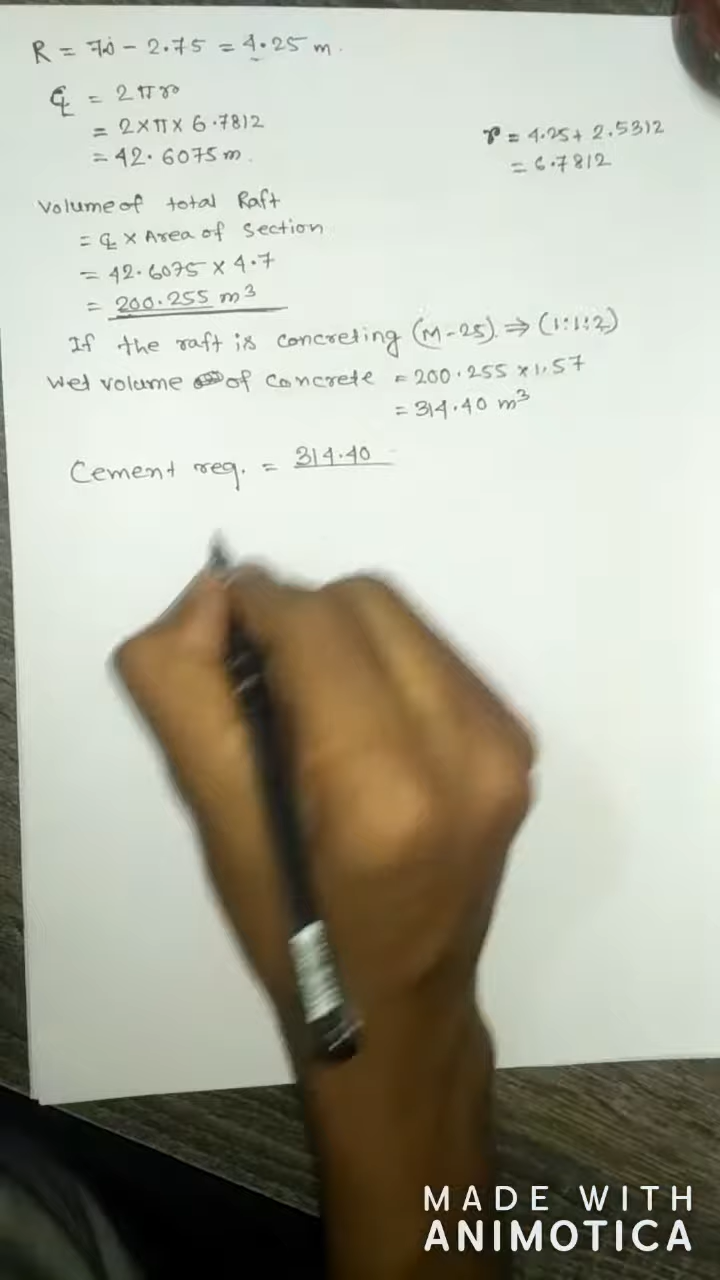 R = 7.0 - 2.75 = 4.25 m.
℄ = 2πr
= 2×π× 6.7812
= 42.6075 m.
r = 4.25 + 2.5312
= 6.7812
Volume of total Raft
= ℄ × Area of Section
= 42.6075 × 4.7
= 200.255 m³
If the raft is concreting (M-25). ⇒ (1:1:2)
Wet volume of concrete = 200.255 × 1.57
= 314.40 m³
Cement req. = 314.40
MADE WITH
ANIMOTICA